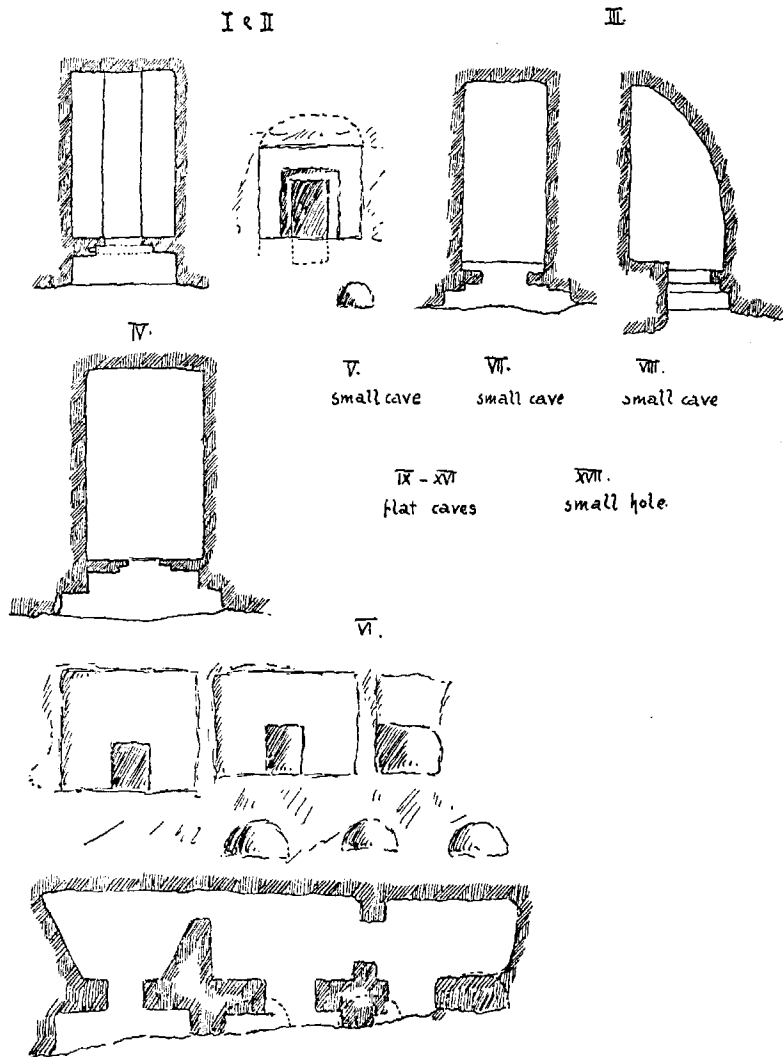 I & II
III.
IV.
V.
small cave
VII.
small cave
VIII.
small cave
IX - XVI
flat caves
XVII.
small hole.
VI.